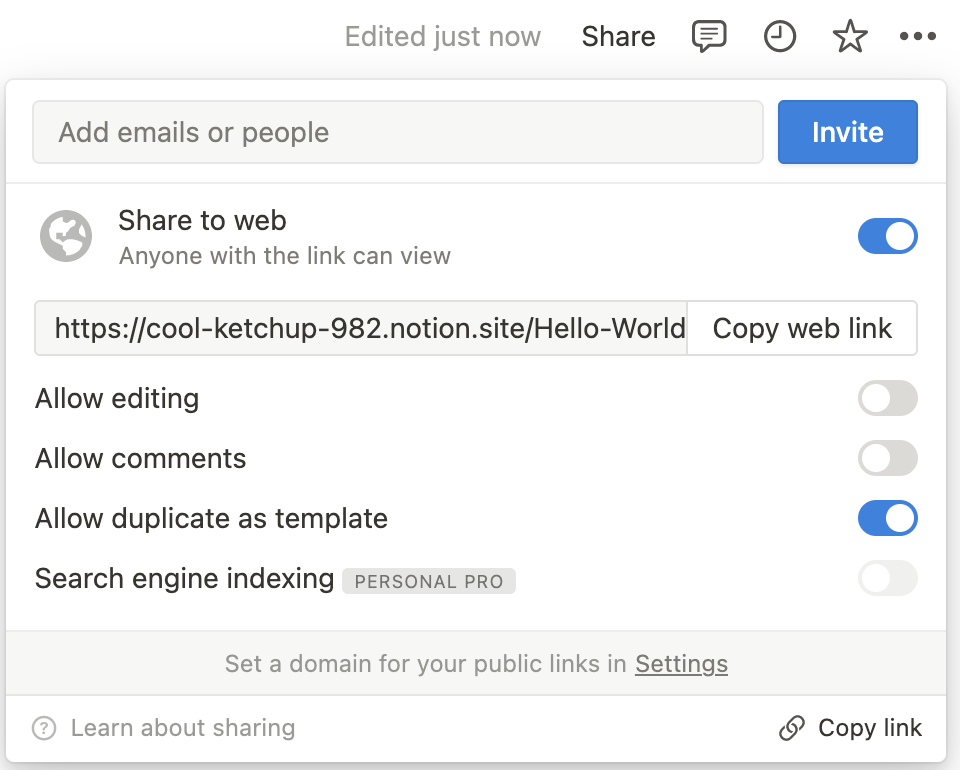 Edited just now Share
Add emails or people Invite
Share to web
Anyone with the link can view
https://cool-ketchup-982.notion.site/Hello-World Copy web link
Allow editing
Allow comments
Allow duplicate as template
Search engine indexing PERSONAL PRO
Set a domain for your public links in Settings
? Learn about sharing Copy link